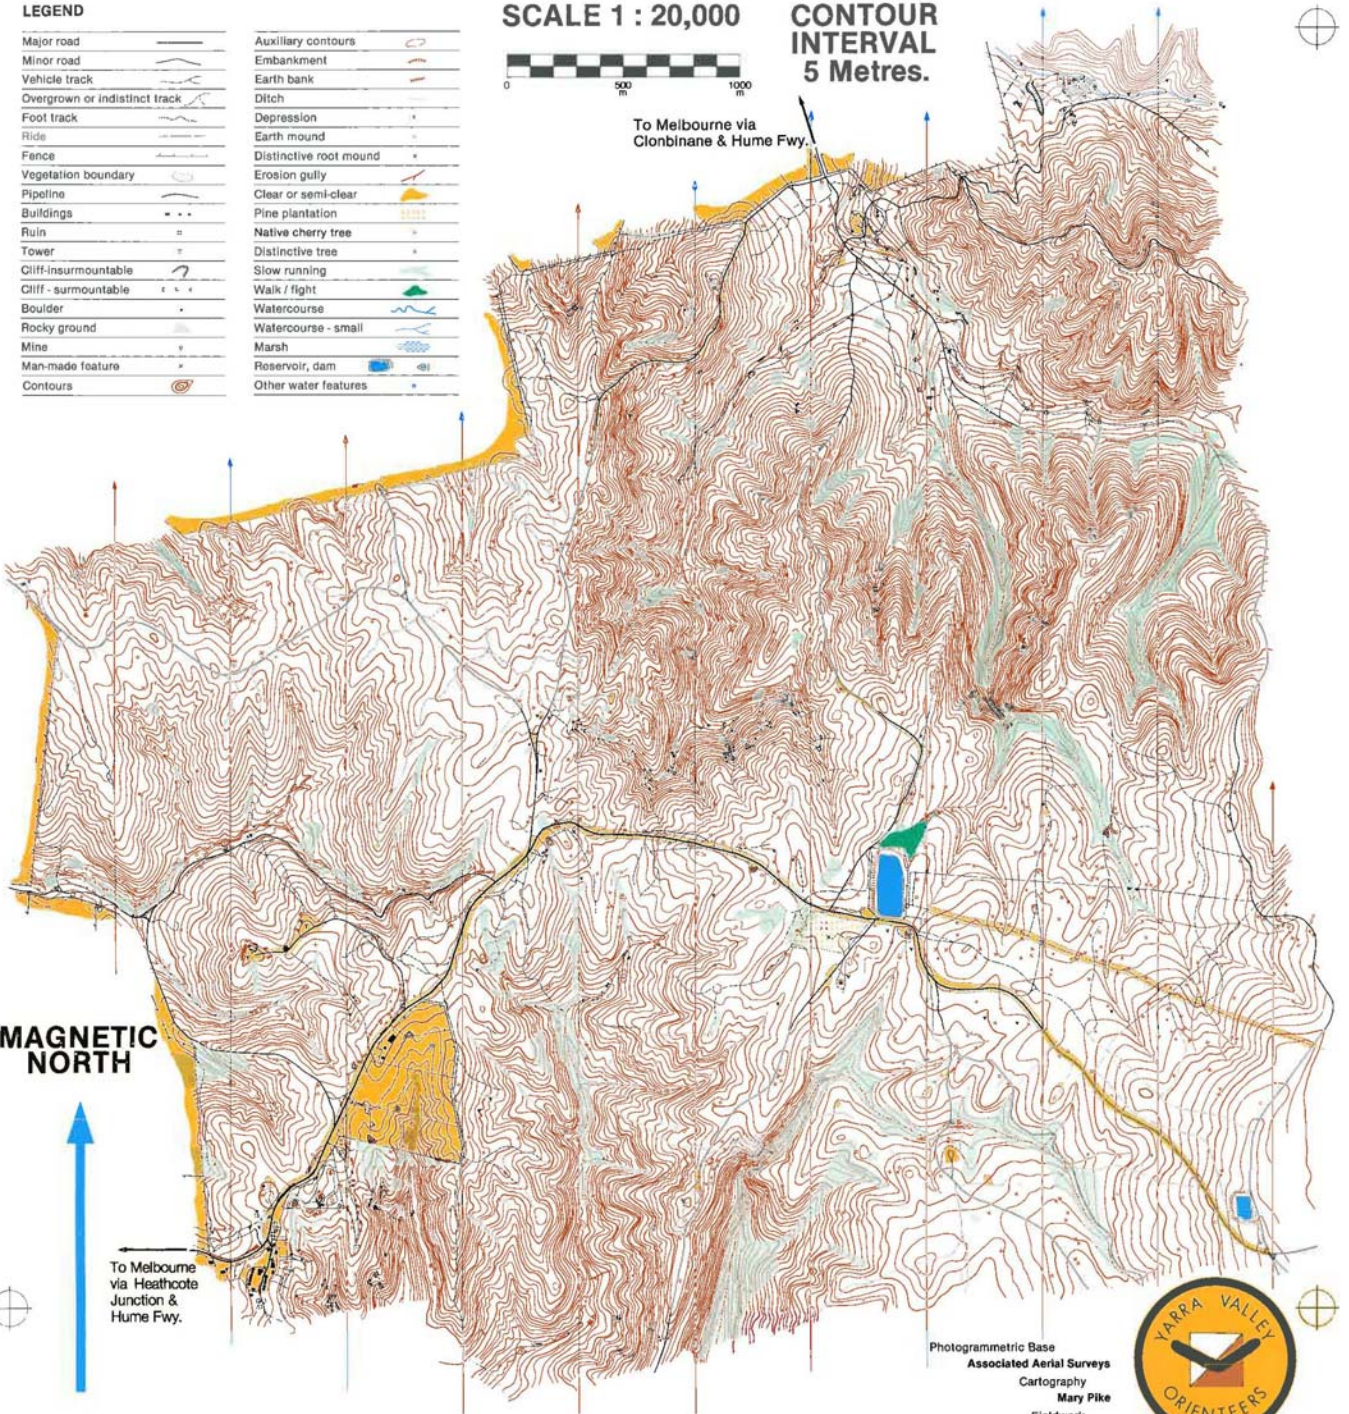 LEGEND
Major road
Minor road
Vehicle track
Overgrown or indistinct track
Foot track
Ride
Fence
Vegetation boundary
Pipeline
Buildings
Ruin
Tower
Cliff-insurmountable
Cliff - surmountable
Boulder
Rocky ground
Mine
Man-made feature
Contours
Auxiliary contours
Embankment
Earth bank
Ditch
Depression
Earth mound
Distinctive root mound
Erosion gully
Clear or semi-clear
Pine plantation
Native cherry tree
Distinctive tree
Slow running
Walk / fight
Watercourse
Watercourse - small
Marsh
Reservoir, dam
Other water features
SCALE 1 : 20,000
0 500 m 1000 m
CONTOUR
INTERVAL
5 Metres.
To Melbourne via
Clonbinane & Hume Fwy.
MAGNETIC
NORTH
To Melbourne
via Heathcote
Junction &
Hume Fwy.
Photogrammetric Base
Associated Aerial Surveys
Cartography
Mary Pike
YARRA VALLEY
ORIENTEERS